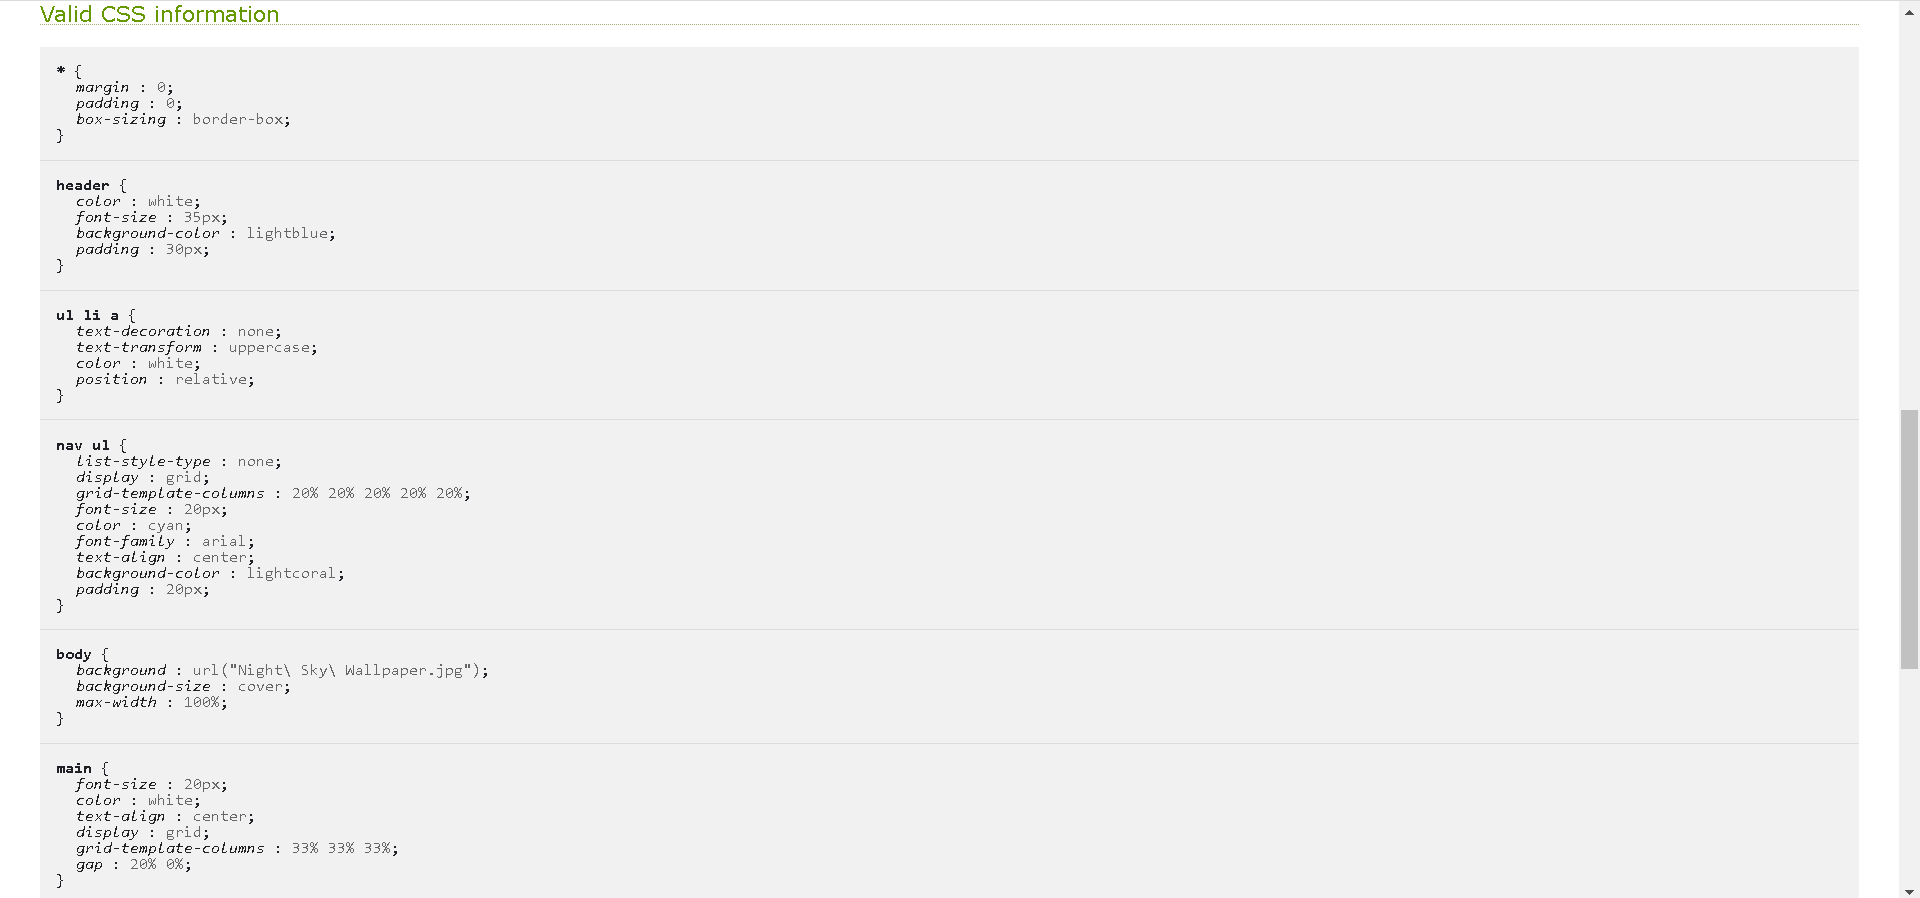 Valid CSS information
* {
margin : 0;
padding : 0;
box-sizing : border-box;
}
header {
color : white;
font-size : 35px;
background-color : lightblue;
padding : 30px;
}
ul li a {
text-decoration : none;
text-transform : uppercase;
color : white;
position : relative;
}
nav ul {
list-style-type : none;
display : grid;
grid-template-columns : 20% 20% 20% 20% 20%;
font-size : 20px;
color : cyan;
font-family : arial;
text-align : center;
background-color : lightcoral;
padding : 20px;
}
body {
background : url("Night\ Sky\ Wallpaper.jpg");
background-size : cover;
max-width : 100%;
}
main {
font-size : 20px;
color : white;
text-align : center;
display : grid;
grid-template-columns : 33% 33% 33%;
gap : 20% 0%;
}